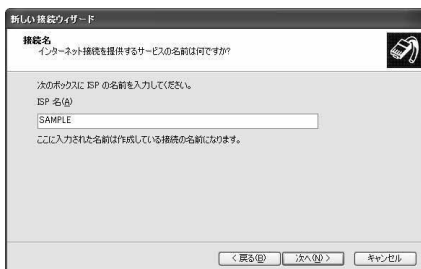 新しい接続ウィザード
接続名
インターネット接続を提供するサービスの名前は何ですか?
次のボックスに ISP の名前を入力してください。
ISP 名(A)
SAMPLE
ここに入力された名前は作成している接続の名前になります。
< 戻る(B)
次へ(N) >
キャンセル